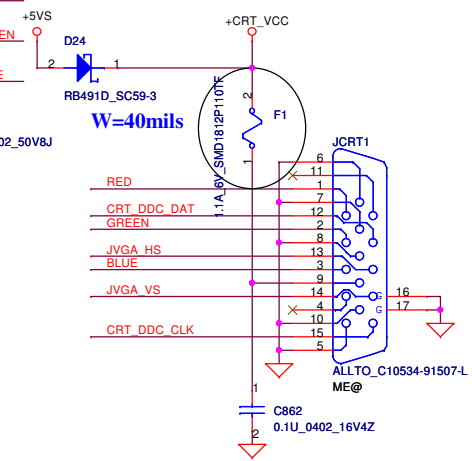 +5VS
+CRT_VCC
EN
D24
2
1
RB491D_SC59-3
E
W=40mils
02_50V8J
1.1A_6V_SMD1812P110TF
2
F1
1
JCRT1
6
11
RED
1
7
CRT_DDC_DAT
12
GREEN
2
8
JVGA_HS
13
BLUE
3
9
JVGA_VS
14
G
16
4
G
17
10
CRT_DDC_CLK
15
5
ALLTO_C10534-91507-L
ME@
1
C862
0.1U_0402_16V4Z
2